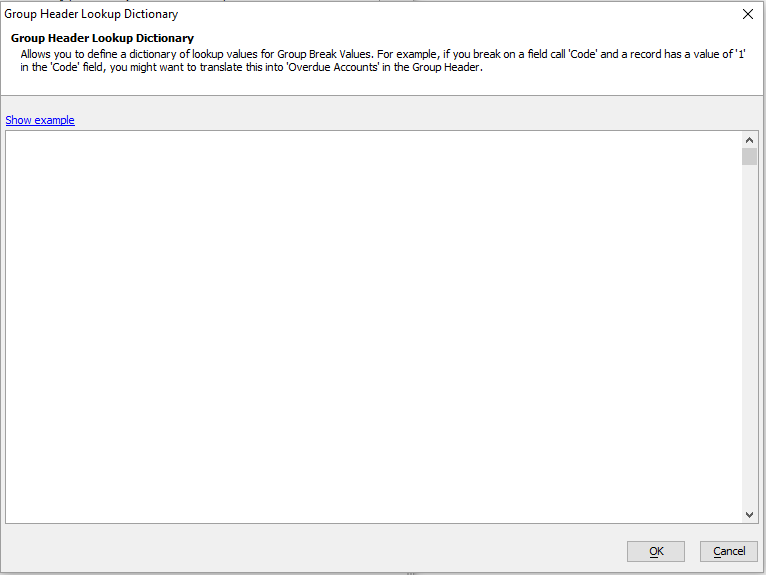 Group Header Lookup Dictionary
Group Header Lookup Dictionary
Allows you to define a dictionary of lookup values for Group Break Values. For example, if you break on a field call 'Code' and a record has a value of '1'
in the 'Code' field, you might want to translate this into 'Overdue Accounts' in the Group Header.
Show example
OK
Cancel